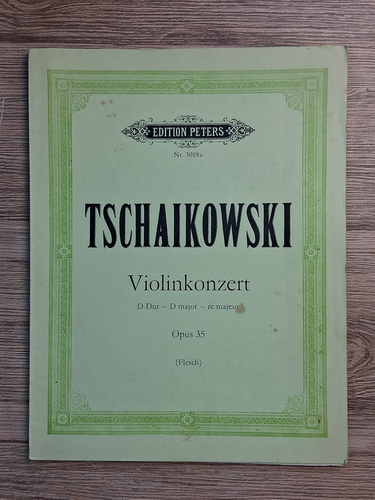 EDITION PETERS
Nr. 3019a
TSCHAIKOWSKI
Violinkonzert
D-Dur – D major – ré majeur
Opus 35
(Flesch)